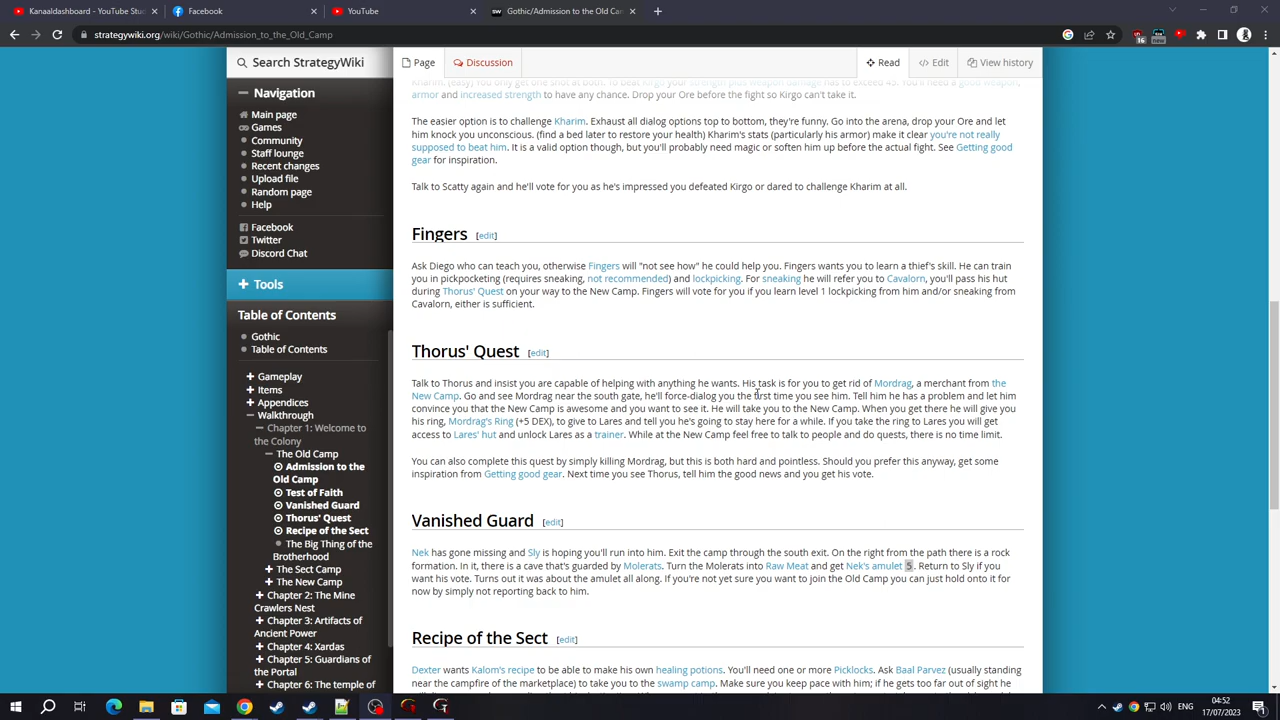 Kanaaldashboard - YouTube Stu
Facebook
YouTube
Gothic/Admission to the Old Ca
strategywiki.org/wiki/Gothic/Admission_to_the_Old_Camp
16
Search StrategyWiki
Page
Discussion
Read
Edit
View history
Navigation
Main page
Games
Community
Staff lounge
Recent changes
Upload file
Random page
Help
Facebook
Twitter
Discord Chat
Tools
Table of Contents
Gothic
Table of Contents
Gameplay
Items
Appendices
Walkthrough
Chapter 1: Welcome to
the Colony
The Old Camp
Admission to the
Old Camp
Test of Faith
Vanished Guard
Thorus' Quest
Recipe of the Sect
The Big Thing of the
Brotherhood
The Sect Camp
The New Camp
Chapter 2: The Mine
Crawlers Nest
Chapter 3: Artifacts of
Ancient Power
Chapter 4: Xardas
Chapter 5: Guardians of
the Portal
Chapter 6: The temple of
Kharim. (easy) You only get one shot at both. To beat Kirgo your strength plus weapon damage has to exceed 45. You'll need a good weapon,
armor and increased strength to have any chance. Drop your Ore before the fight so Kirgo can't take it.
The easier option is to challenge Kharim. Exhaust all dialog options top to bottom, they're funny. Go into the arena, drop your Ore and let
him knock you unconscious. (find a bed later to restore your health) Kharim's stats (particularly his armor) make it clear you're not really
supposed to beat him. It is a valid option though, but you'll probably need magic or soften him up before the actual fight. See Getting good
gear for inspiration.
Talk to Scatty again and he'll vote for you as he's impressed you defeated Kirgo or dared to challenge Kharim at all.
Fingers [edit]
Ask Diego who can teach you, otherwise Fingers will "not see how" he could help you. Fingers wants you to learn a thief's skill. He can train
you in pickpocketing (requires sneaking, not recommended) and lockpicking. For sneaking he will refer you to Cavalorn, you'll pass his hut
during Thorus' Quest on your way to the New Camp. Fingers will vote for you if you learn level 1 lockpicking from him and/or sneaking from
Cavalorn, either is sufficient.
Thorus' Quest [edit]
Talk to Thorus and insist you are capable of helping with anything he wants. His task is for you to get rid of Mordrag, a merchant from the
New Camp. Go and see Mordrag near the south gate, he'll force-dialog you the first time you see him. Tell him he has a problem and let him
convince you that the New Camp is awesome and you want to see it. He will take you to the New Camp. When you get there he will give you
his ring, Mordrag's Ring (+5 DEX), to give to Lares and tell you he's going to stay here for a while. If you take the ring to Lares you will get
access to Lares' hut and unlock Lares as a trainer. While at the New Camp feel free to talk to people and do quests, there is no time limit.
You can also complete this quest by simply killing Mordrag, but this is both hard and pointless. Should you prefer this anyway, get some
inspiration from Getting good gear. Next time you see Thorus, tell him the good news and you get his vote.
Vanished Guard [edit]
Nek has gone missing and Sly is hoping you'll run into him. Exit the camp through the south exit. On the right from the path there is a rock
formation. In it, there is a cave that's guarded by Molerats. Turn the Molerats into Raw Meat and get Nek's amulet 5. Return to Sly if you
want his vote. Turns out it was about the amulet all along. If you're not yet sure you want to join the Old Camp you can just hold onto it for
now by simply not reporting back to him.
Recipe of the Sect [edit]
Dexter wants Kalom's recipe to be able to make his own healing potions. You'll need one or more Picklocks. Ask Baal Parvez (usually standing
near the campfire of the marketplace) to take you to the swamp camp. Make sure you keep pace with him; if he gets too far out of sight he
ENG
04:52
17/07/2023